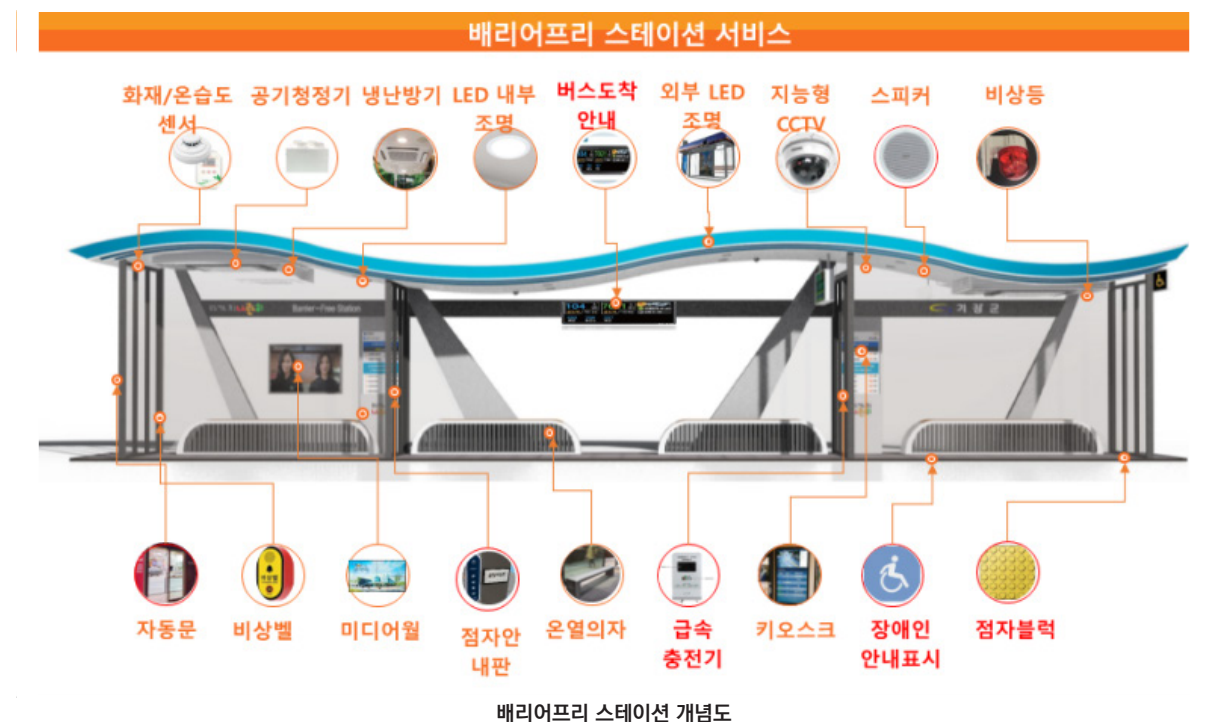 배리어프리 스테이션 서비스
화재/온습도
센서
공기청정기
냉난방기
LED 내부
조명
버스도착
안내
외부 LED
조명
지능형
CCTV
스피커
비상등
Barrier-Free Station
104
기장군
자동문
비상벨
미디어월
점자안
내판
온열의자
급속
충전기
키오스크
장애인
안내표시
점자블럭
배리어프리 스테이션 개념도